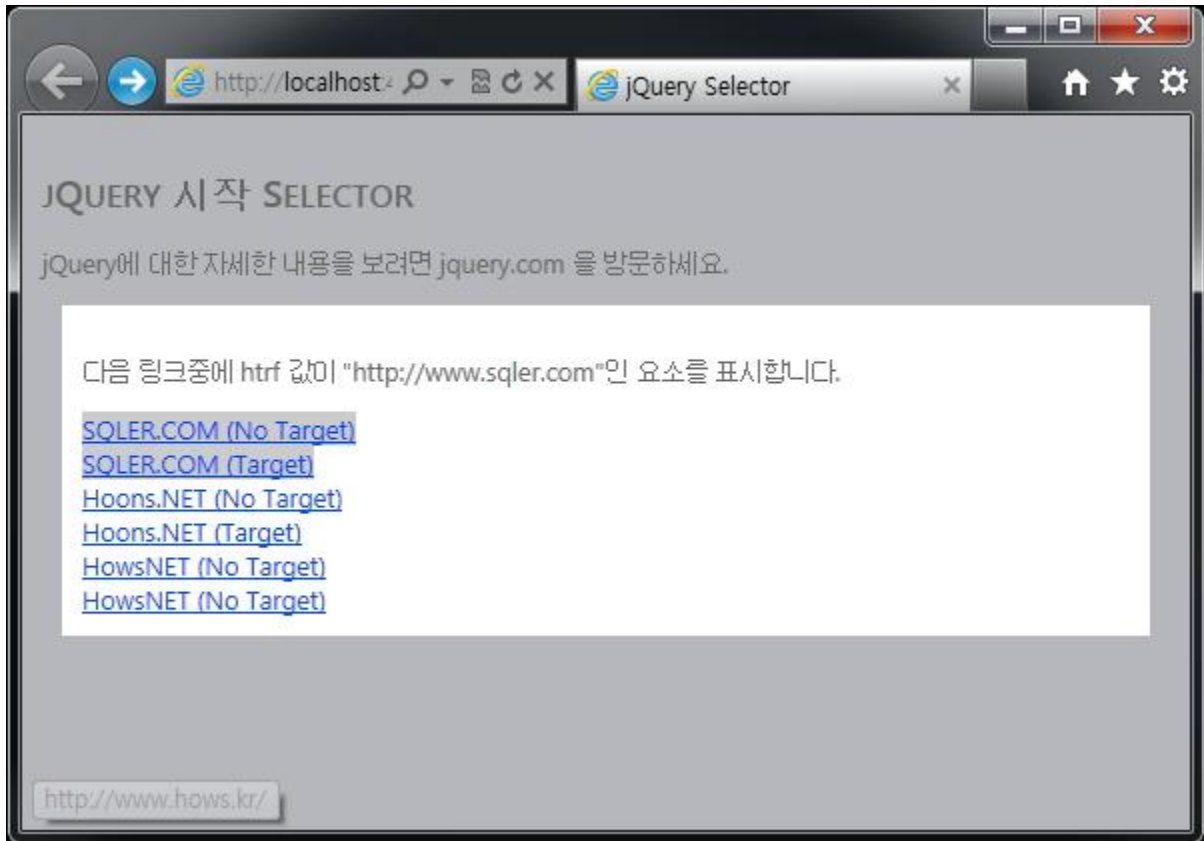 http://localhost:4
jQuery Selector
JQUERY 시작 SELECTOR
jQuery에 대한 자세한 내용을 보려면 jquery.com 을 방문하세요.
다음 링크중에 htrf 값이 "http://www.sqler.com"인 요소를 표시합니다.
SQLER.COM (No Target)
SQLER.COM (Target)
Hoons.NET (No Target)
Hoons.NET (Target)
HowsNET (No Target)
HowsNET (No Target)
http://www.hows.kr/